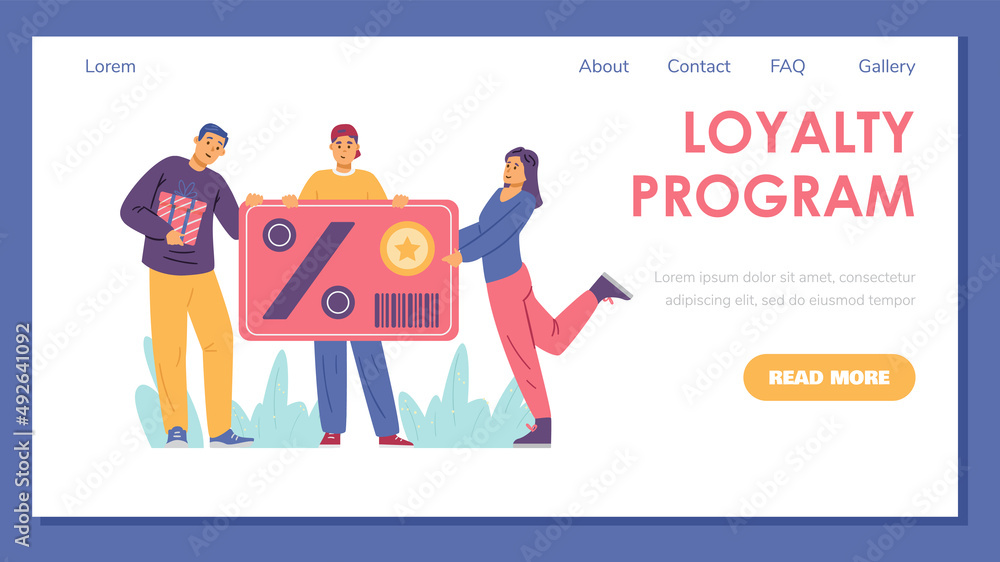 Lorem About Contact FAQ Gallery
LOYALTY
PROGRAM
Lorem ipsum dolor sit amet, consectetur
adipiscing elit, sed do eiusmod tempor
READ MORE
Adobe Stock | #492641092